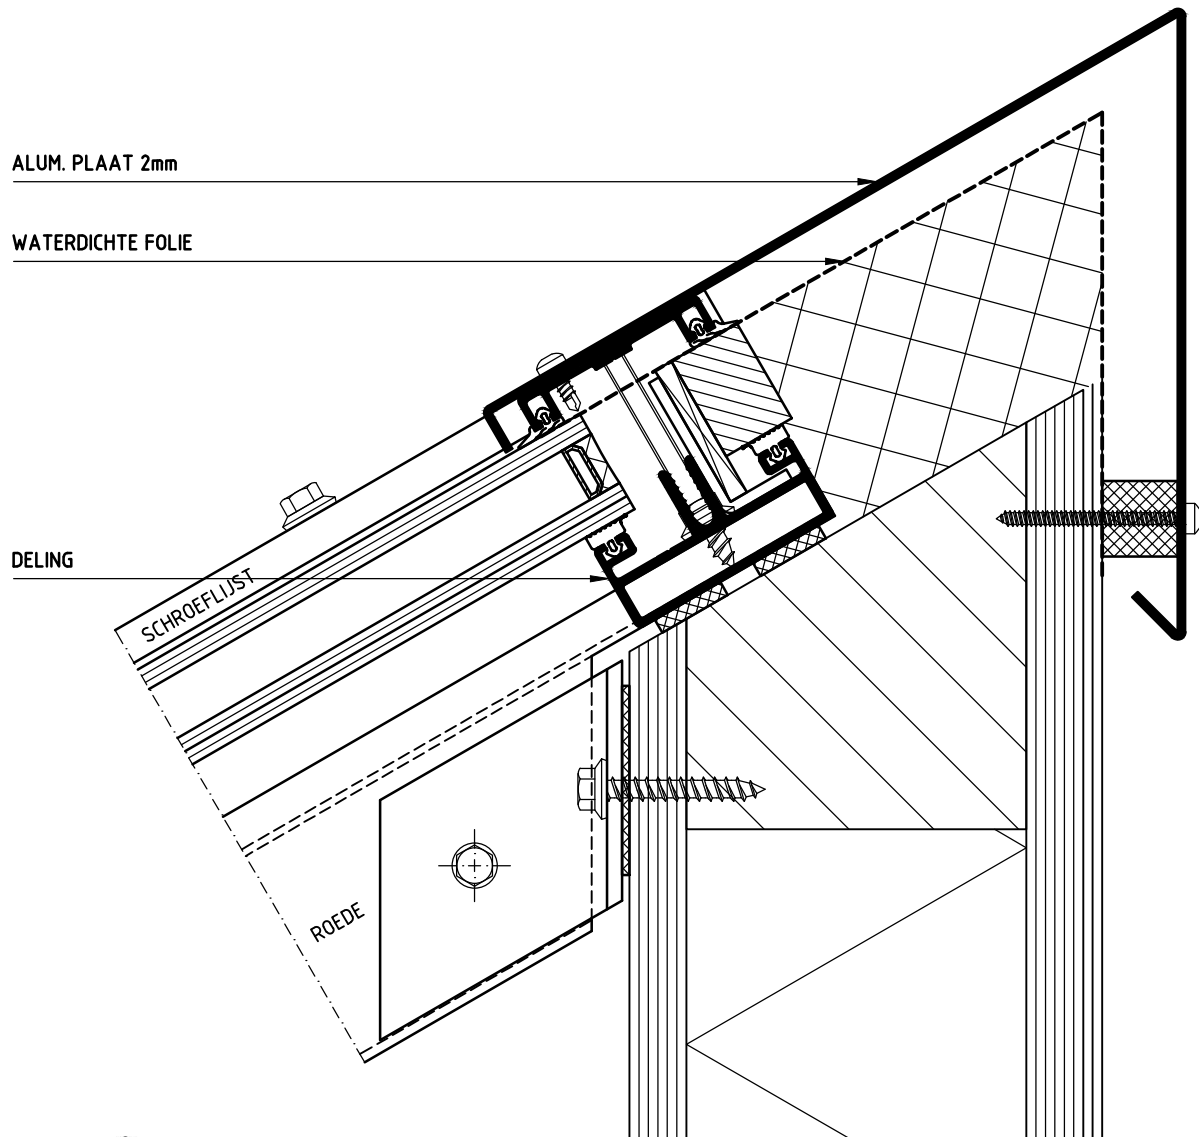 ALUM. PLAAT 2mm
WATERDICHTE FOLIE
DELING
SCHROEFLIJST
ROEDE